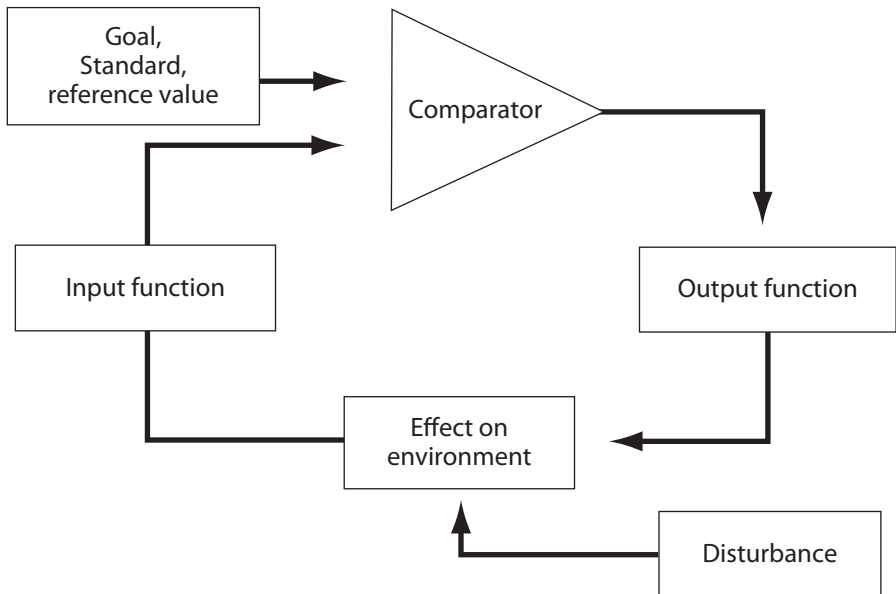 Goal,
Standard,
reference value
Comparator
Input function
Output function
Effect on
environment
Disturbance